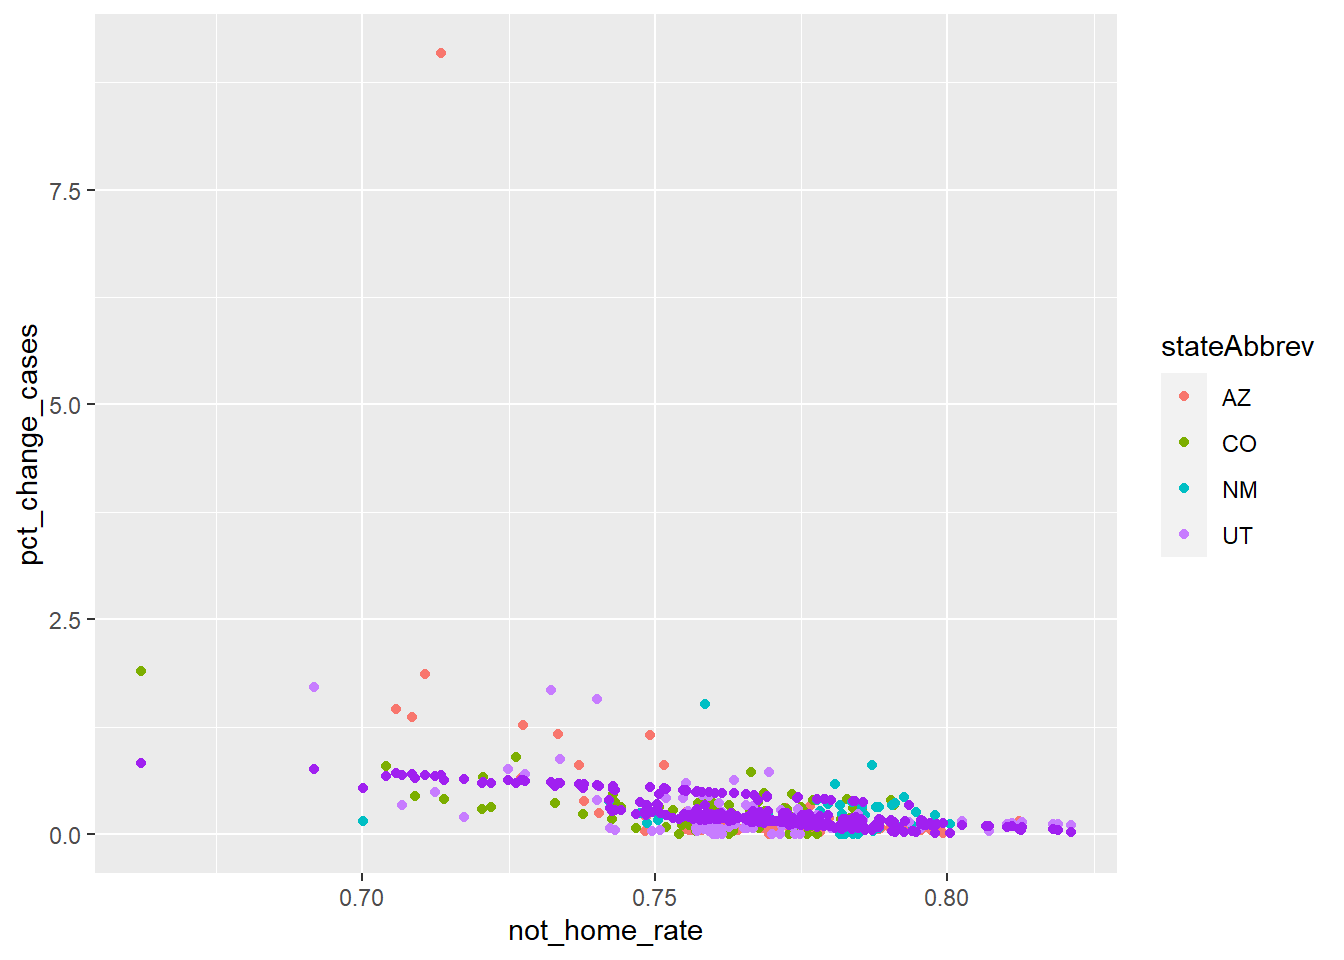 pct_change_cases
7.5
5.0
2.5
0.0
0.70
0.75
0.80
not_home_rate
stateAbbrev
AZ
CO
NM
UT